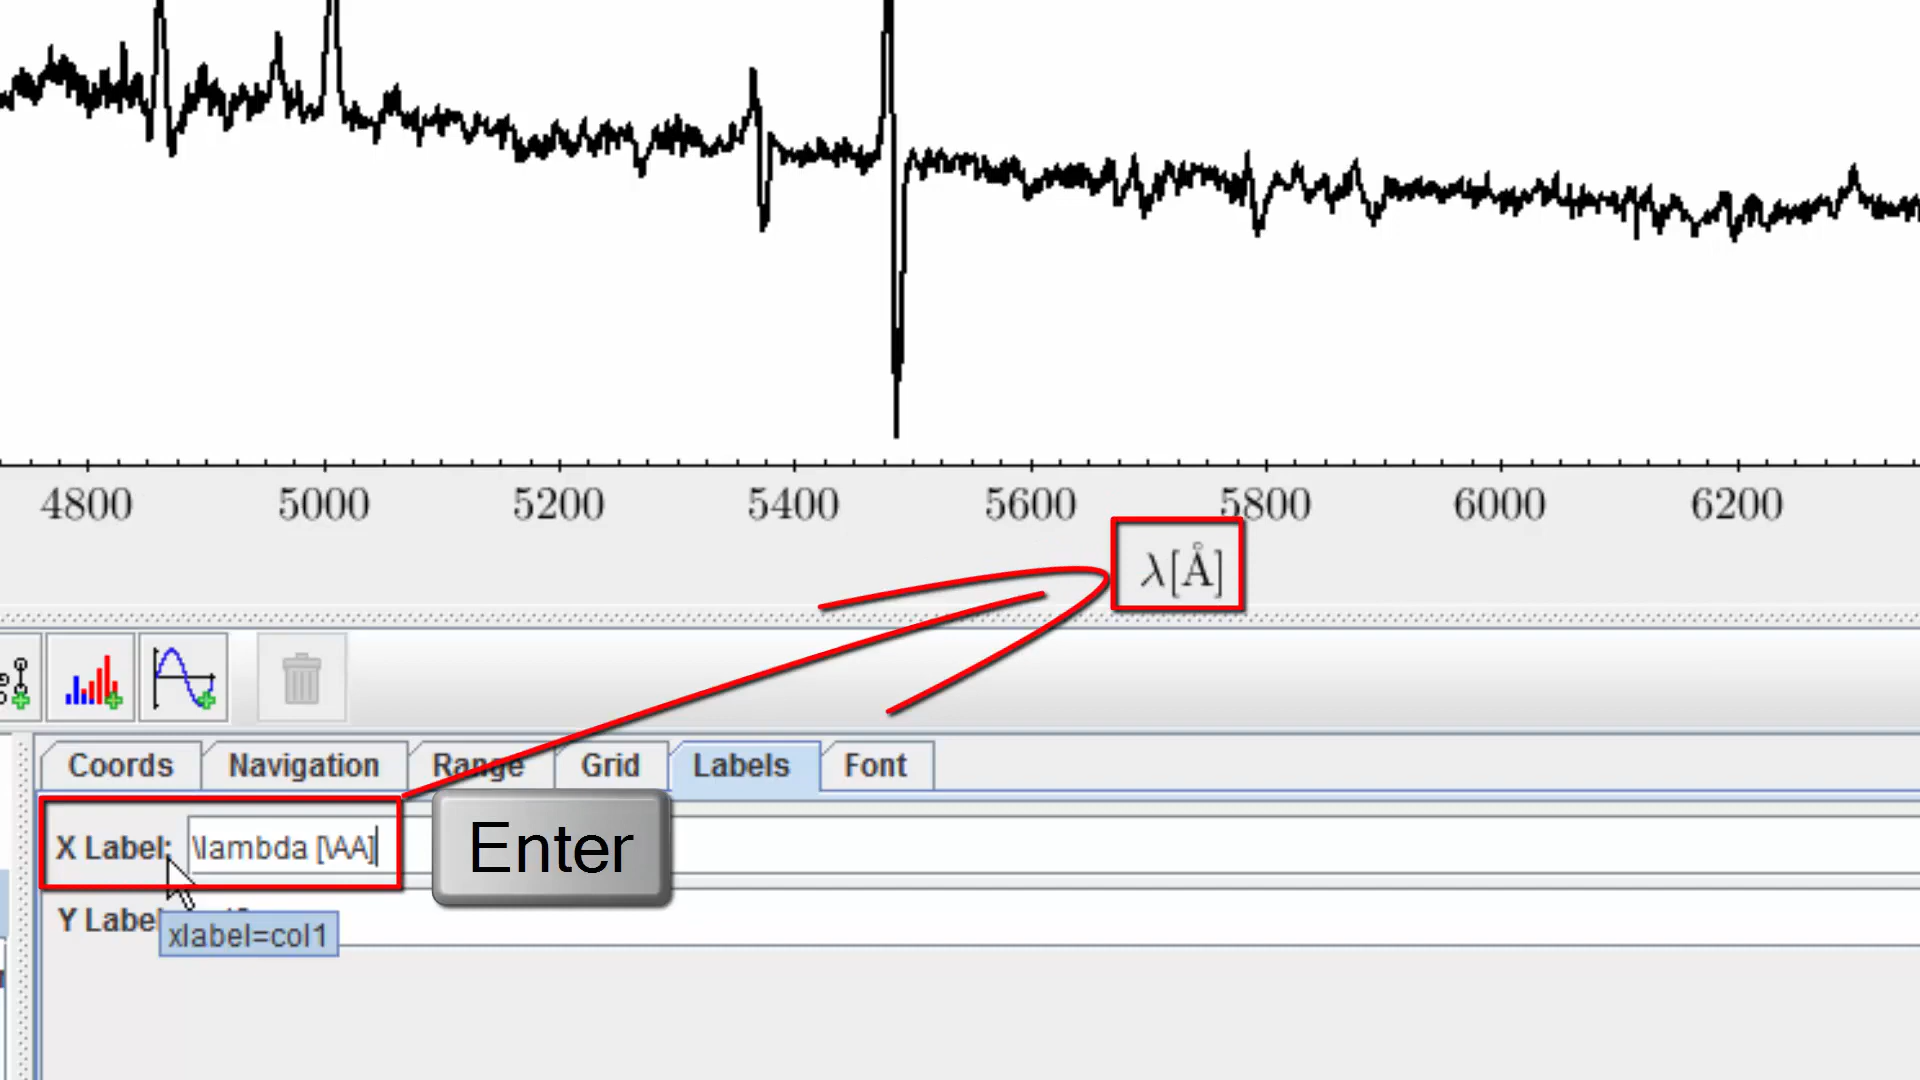 4800 5000 5200 5400 5600 5800 6000 6200
λ[Å]
Coords Navigation Range Grid Labels Font
X Label: \lambda [\AA]
Enter
Y Label
xlabel=col1